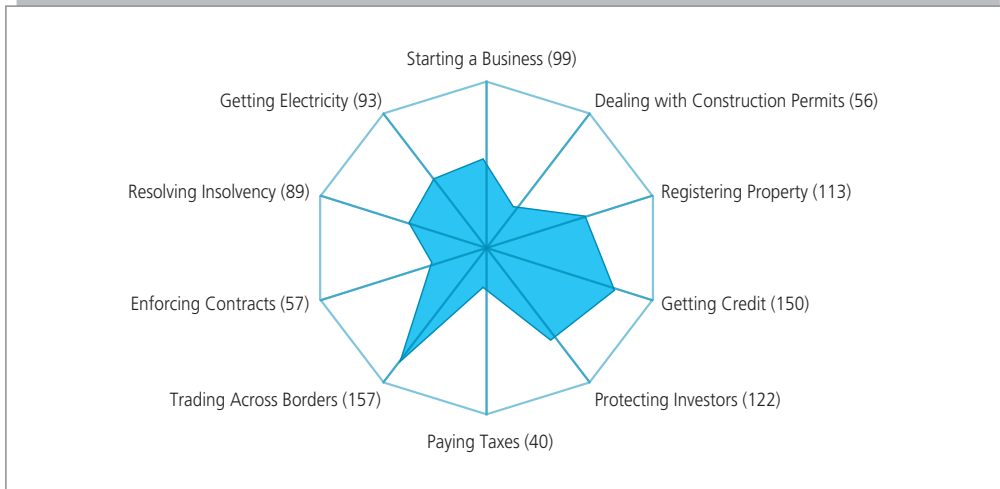 Starting a Business (99)
Getting Electricity (93)
Dealing with Construction Permits (56)
Resolving Insolvency (89)
Registering Property (113)
Enforcing Contracts (57)
Getting Credit (150)
Trading Across Borders (157)
Protecting Investors (122)
Paying Taxes (40)